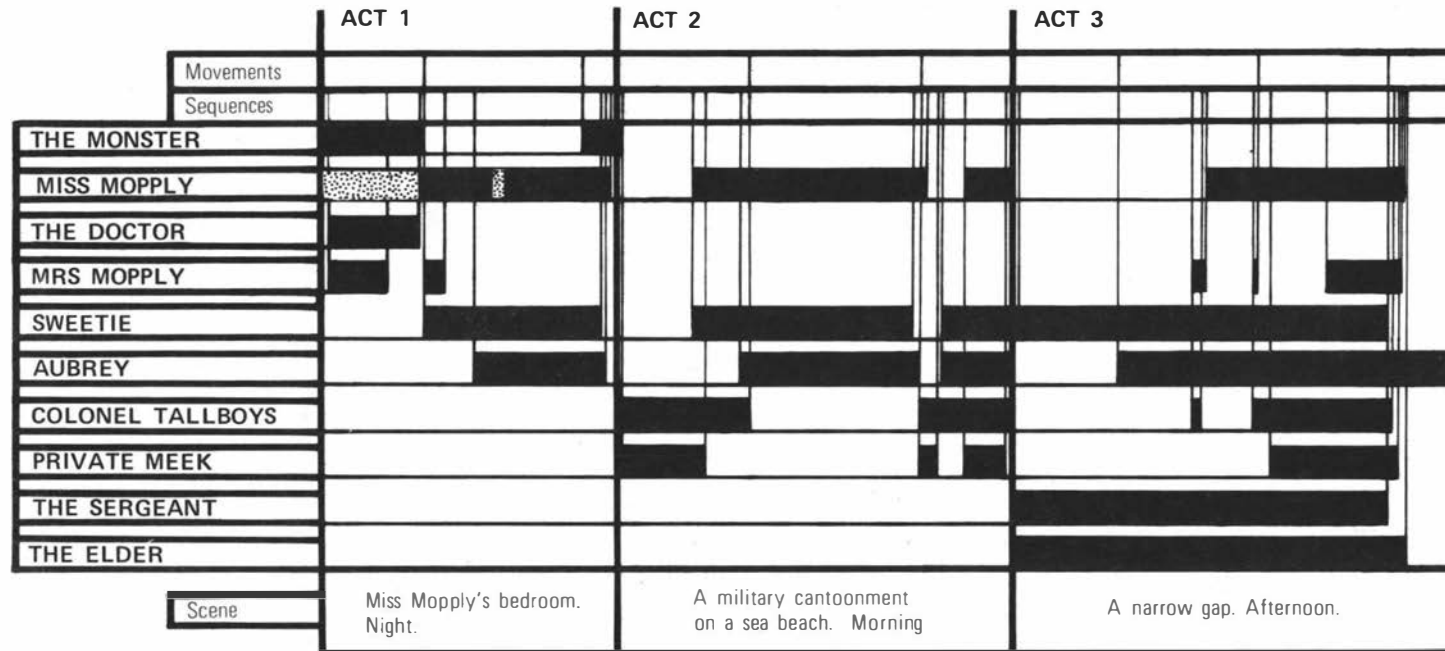 ACT 1
ACT 2
ACT 3
Movements
Sequences
THE MONSTER
MISS MOPPLY
THE DOCTOR
MRS MOPPLY
SWEETIE
AUBREY
COLONEL TALLBOYS
PRIVATE MEEK
THE SERGEANT
THE ELDER
Scene
Miss Mopply's bedroom.
Night.
A military cantoonment
on a sea beach. Morning
A narrow gap. Afternoon.